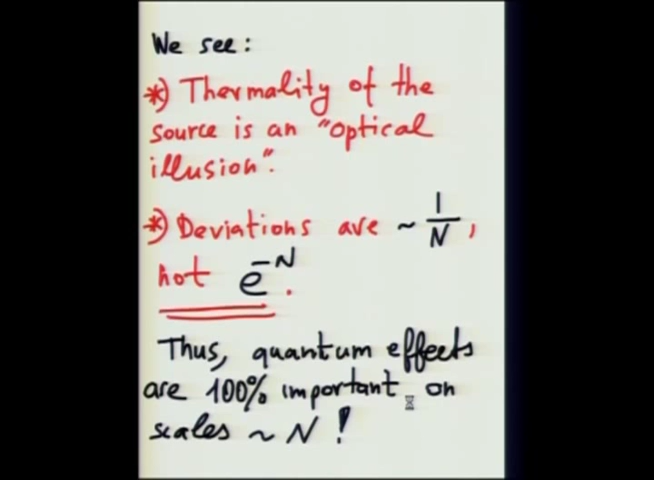 We see:
*) Thermality of the
source is an "optical
illusion".
*) Deviations are ~ 1/N,
not e^-N.
Thus, quantum effects
are 100% important on
scales ~ N!